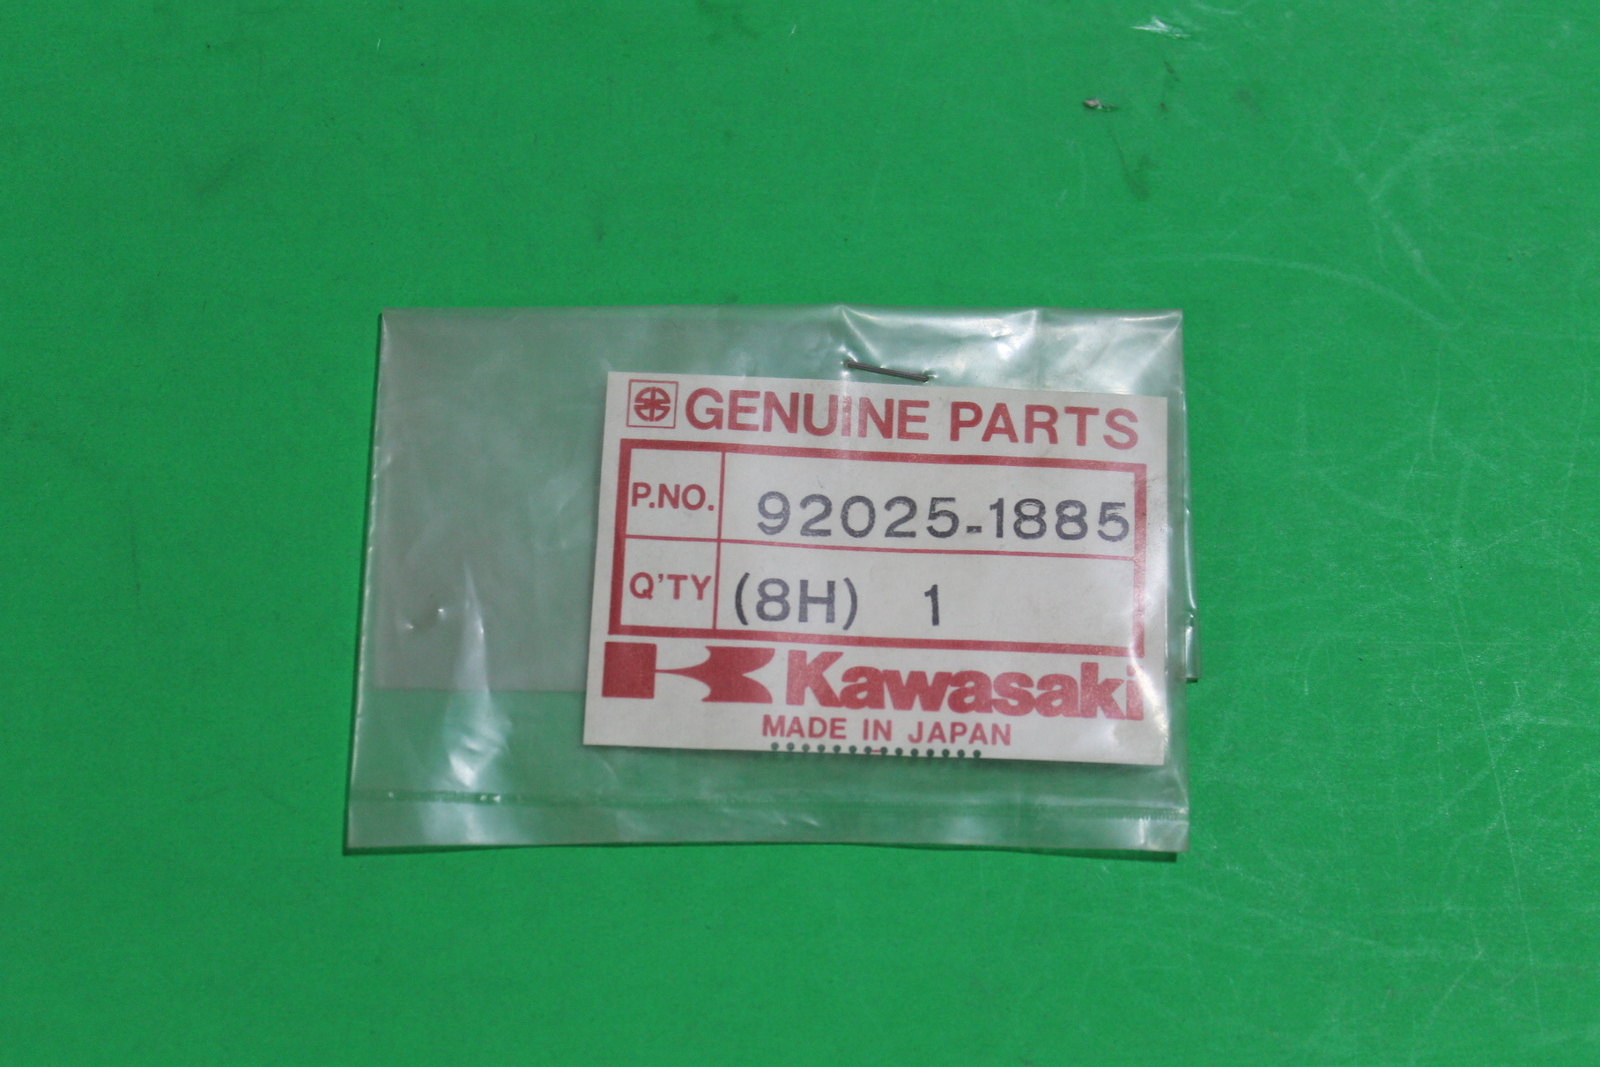 GENUINE PARTS
P.NO. 92025-1885
Q'TY (8H) 1
Kawasaki
MADE IN JAPAN